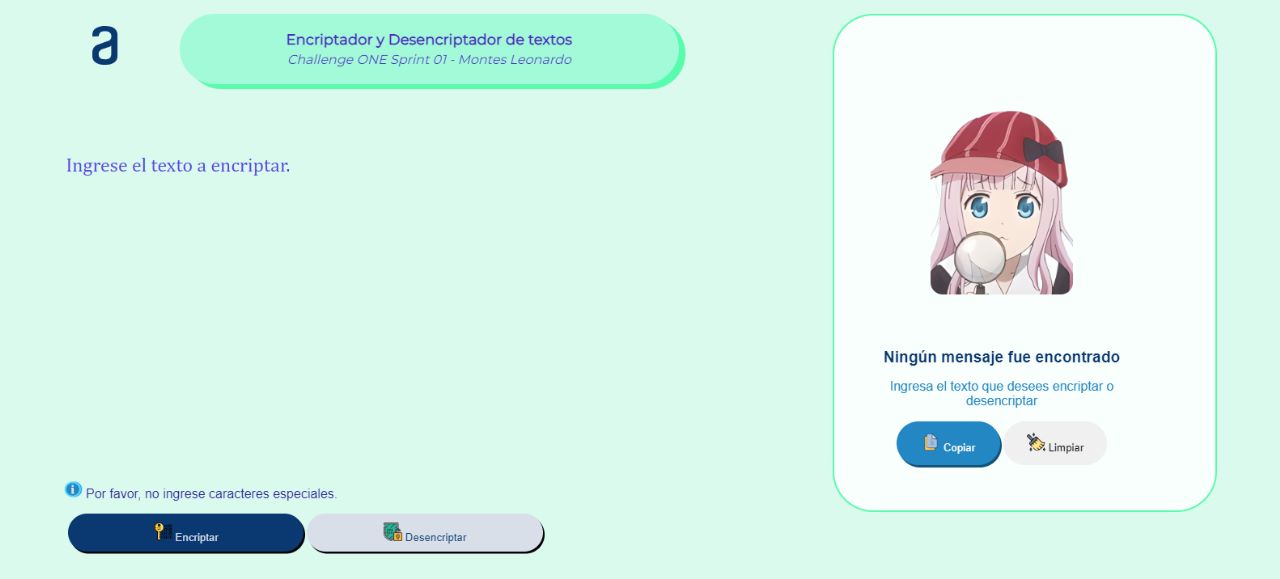 a
Encriptador y Desencriptador de textos
Challenge ONE Sprint 01 - Montes Leonardo
Ingrese el texto a encriptar.
Por favor, no ingrese caracteres especiales.
Encriptar
Desencriptar
Ningún mensaje fue encontrado
Ingresa el texto que desees encriptar o
desencriptar
Copiar
Limpiar